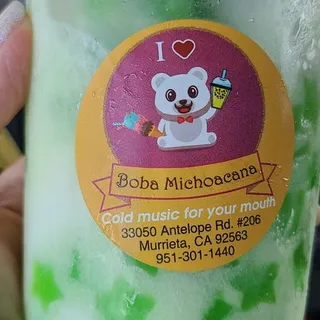 I ❤
Boba Michoacana
Cold music for your mouth
33050 Antelope Rd. #206
Murrieta, CA 92563
951-301-1440